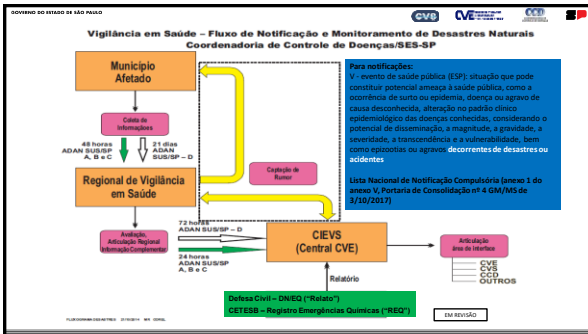 GOVERNO DO ESTADO DE SÃO PAULO
CVE
CVE
CCD
SP
Vigilância em Saúde – Fluxo de Notificação e Monitoramento de Desastres Naturais
Coordenadoria de Controle de Doenças/SES-SP
Município
Afetado
Coleta de
Informações
48 horas
ADAN SUS/SP
A, B e C
21 dias
ADAN
SUS/SP – D
Regional de Vigilância
em Saúde
Captação de
Rumor
Avaliação,
Articulação Regional
Informação Complementar
72 horas
ADAN SUS/SP – D
24 horas
ADAN SUS/SP
A, B e C
CIEVS
(Central CVE)
Relatório
Articulação
área de interface
CVE
CVS
CCD
OUTROS
Para notificações:
V - evento de saúde pública (ESP): situação que pode
constituir potencial ameaça à saúde pública, como a
ocorrência de surto ou epidemia, doença ou agravo de
causa desconhecida, alteração no padrão clínico
epidemiológico das doenças conhecidas, considerando o
potencial de disseminação, a magnitude, a gravidade, a
severidade, a transcendência e a vulnerabilidade, bem
como epizootias ou agravos decorrentes de desastres ou
acidentes
Lista Nacional de Notificação Compulsória (anexo 1 do
anexo V, Portaria de Consolidação nº 4 GM/MS de
3/10/2017)
Defesa Civil – DN/EQ (“Relato”)
CETESB – Registro Emergências Químicas (“REQ”)
EM REVISÃO